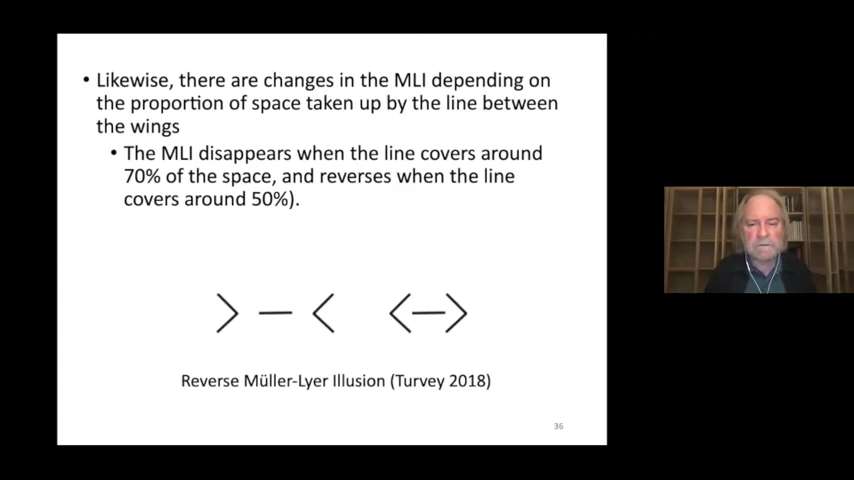 • Likewise, there are changes in the MLI depending on
the proportion of space taken up by the line between
the wings
• The MLI disappears when the line covers around
70% of the space, and reverses when the line
covers around 50%).
Reverse Müller-Lyer Illusion (Turvey 2018)
36